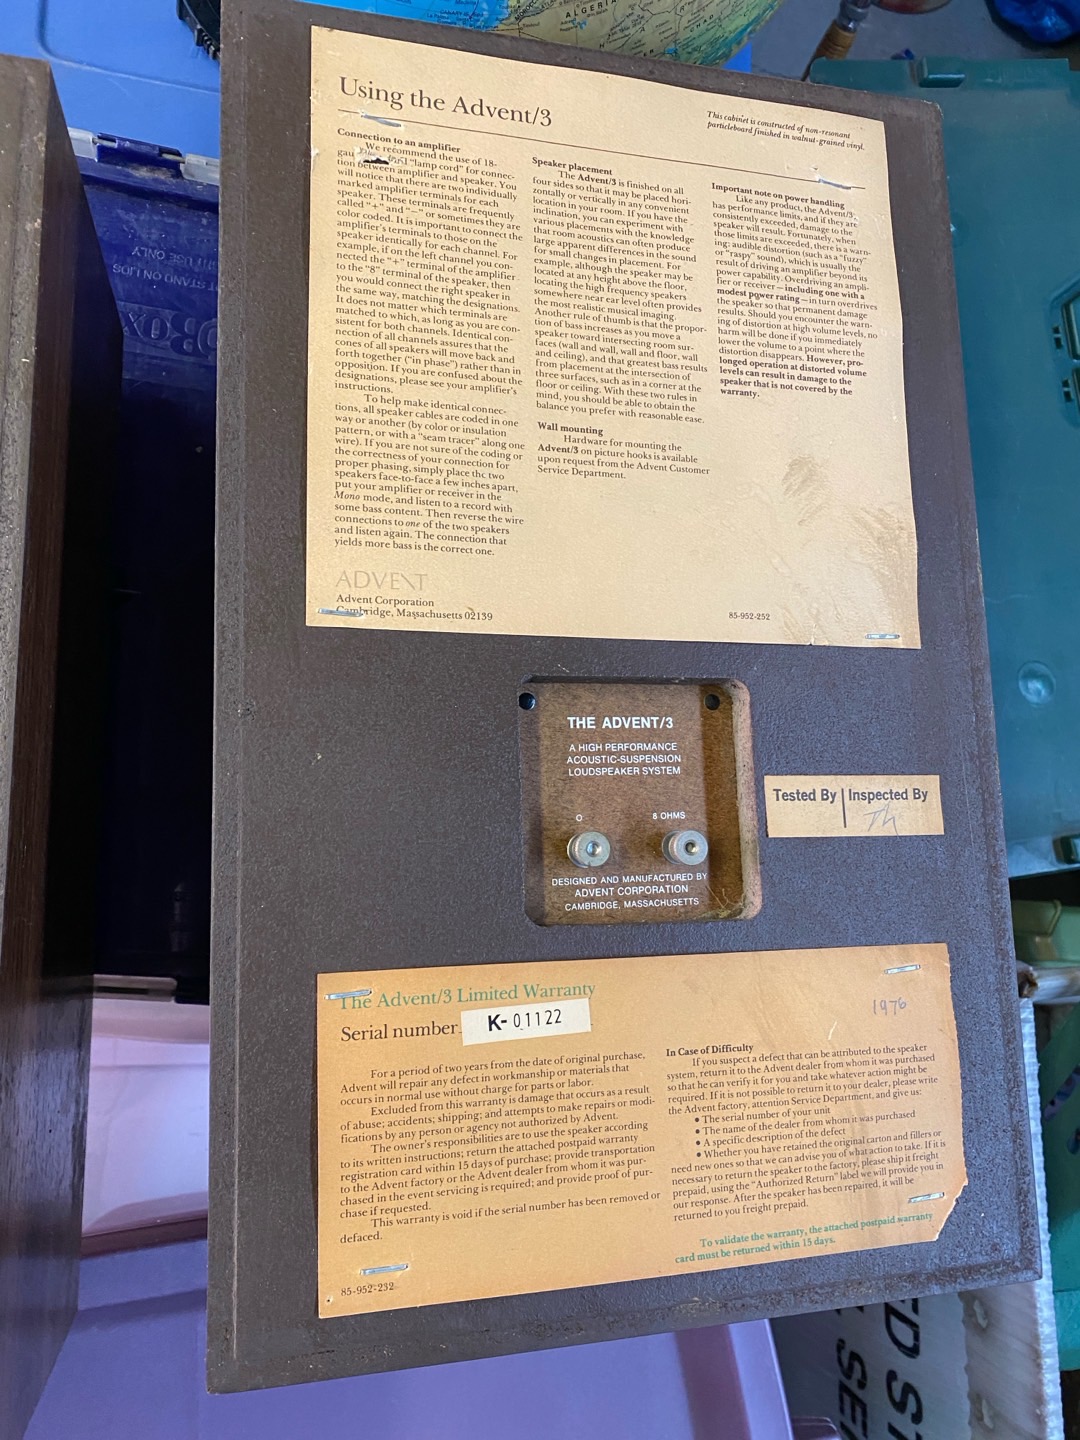 ALGERIA
Using the Advent/3
This cabinet is constructed of non-resonant
particleboard finished in walnut-grained vinyl.
Connection to an amplifier
We recommend the use of 18-
"lamp cord" for connec-
tion between amplifier and speaker. You
will notice that there are two individually
marked amplifier terminals for each
speaker. These terminals are frequently
called "+" and "−" or sometimes they are
color coded. It is important to connect the
amplifier's terminals to those on the
speaker identically for each channel. For
example, if on the left channel you con-
nected the "+" terminal of the amplifier
to the "8" terminal of the speaker, then
you would connect the right speaker in
the same way, matching the designations.
It does not matter which terminals are
matched to which, as long as you are con-
sistent for both channels. Identical con-
nection of all channels assures that the
cones of all speakers will move back and
forth together ("in phase") rather than in
opposition. If you are confused about the
designations, please see your amplifier's
instructions.
To help make identical connec-
tions, all speaker cables are coded in one
way or another (by color or insulation
pattern, or with a "seam tracer" along one
wire). If you are not sure of the coding or
the correctness of your connection for
proper phasing, simply place the two
speakers face-to-face a few inches apart,
put your amplifier or receiver in the
Mono mode, and listen to a record with
some bass content. Then reverse the wire
connections to one of the two speakers
and listen again. The connection that
yields more bass is the correct one.
Speaker placement
The Advent/3 is finished on all
four sides so that it may be placed hori-
zontally or vertically in any convenient
location in your room. If you have the
inclination, you can experiment with
various placements with the knowledge
that room acoustics can often produce
large apparent differences in the sound
for small changes in placement. For
example, although the speaker may be
located at any height above the floor,
locating the high frequency speakers
somewhere near ear level often provides
the most realistic musical imaging.
Another rule of thumb is that the propor-
tion of bass increases as you move a
speaker toward intersecting room sur-
faces (wall and wall, wall and floor, wall
and ceiling), and that greatest bass results
from placement at the intersection of
three surfaces, such as in a corner at the
floor or ceiling. With these two rules in
mind, you should be able to obtain the
balance you prefer with reasonable ease.
Wall mounting
Hardware for mounting the
Advent/3 on picture hooks is available
upon request from the Advent Customer
Service Department.
Important note on power handling
Like any product, the Advent/3
has performance limits, and if they are
consistently exceeded, damage to the
speaker will result. Fortunately, when
those limits are exceeded, there is a warn-
ing: audible distortion (such as a "fuzzy"
or "raspy" sound), which is usually the
result of driving an amplifier beyond its
power capability. Overdriving an ampli-
fier or receiver—including one with a
modest power rating—in turn overdrives
the speaker so that permanent damage
results. Should you encounter the warn-
ing of distortion at high volume levels, no
harm will be done if you immediately
lower the volume to a point where the
distortion disappears. However, pro-
longed operation at distorted volume
levels can result in damage to the
speaker that is not covered by the
warranty.
ADVENT
Advent Corporation
Cambridge, Massachusetts 02139
85-952-252
THE ADVENT/3
A HIGH PERFORMANCE
ACOUSTIC-SUSPENSION
LOUDSPEAKER SYSTEM
O
8 OHMS
DESIGNED AND MANUFACTURED BY
ADVENT CORPORATION
CAMBRIDGE, MASSACHUSETTS
Tested By | Inspected By
The Advent/3 Limited Warranty
1976
Serial number K-01122
For a period of two years from the date of original purchase,
Advent will repair any defect in workmanship or materials that
occurs in normal use without charge for parts or labor.
Excluded from this warranty is damage that occurs as a result
of abuse; accidents; shipping; and attempts to make repairs or modi-
fications by any person or agency not authorized by Advent.
The owner's responsibilities are to use the speaker according
to its written instructions; return the attached postpaid warranty
registration card within 15 days of purchase; provide transportation
to the Advent factory or the Advent dealer from whom it was pur-
chased in the event servicing is required; and provide proof of pur-
chase if requested.
This warranty is void if the serial number has been removed or
defaced.
85-952-232
In Case of Difficulty
If you suspect a defect that can be attributed to the speaker
system, return it to the Advent dealer from whom it was purchased
so that he can verify it for you and take whatever action might be
required. If it is not possible to return it to your dealer, please write
the Advent factory, attention Service Department, and give us:
• The serial number of your unit
• The name of the dealer from whom it was purchased
• A specific description of the defect
• Whether you have retained the original carton and fillers or
need new ones so that we can advise you of what action to take. If it is
necessary to return the speaker to the factory, please ship it freight
prepaid, using the "Authorized Return" label we will provide you in
our response. After the speaker has been repaired, it will be
returned to you freight prepaid.
To validate the warranty, the attached postpaid warranty
card must be returned within 15 days.